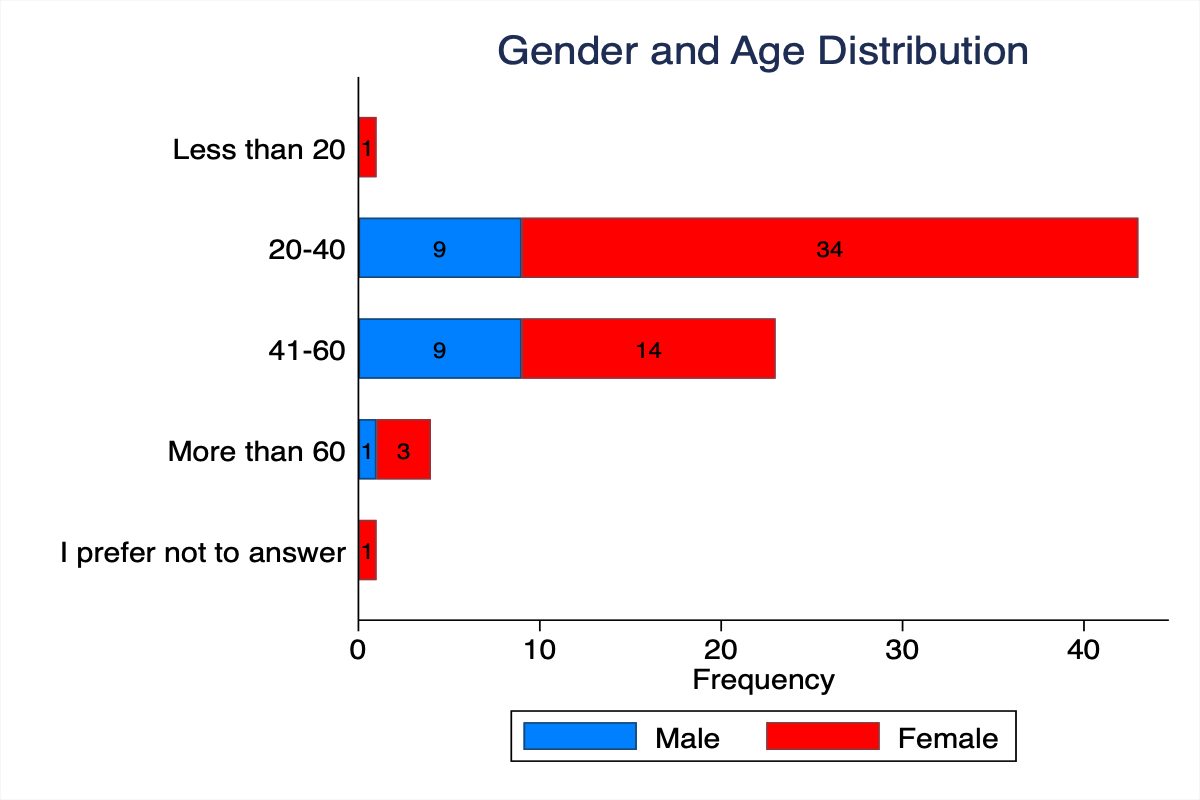 Gender and Age Distribution
Less than 20
1
20-40
9 34
41-60
9 14
More than 60
1 3
I prefer not to answer
1
0 10 20 30 40
Frequency
Male Female